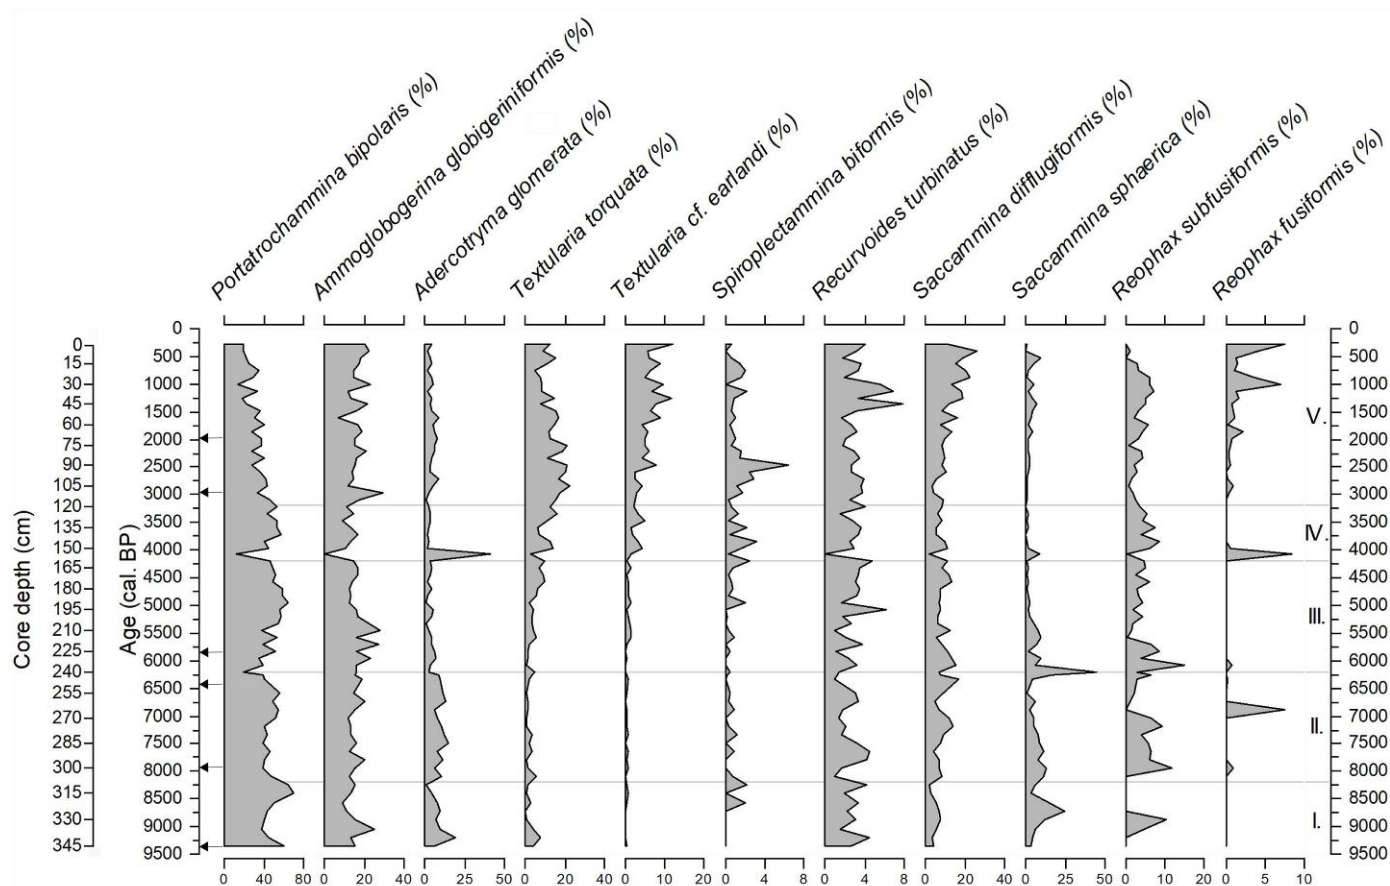 Portatrochammina bipolaris (%)
Ammoglobogerina globigeriniformis (%)
Adercotryma glomerata (%)
Textularia torquata (%)
Textularia cf. earlandi (%)
Spiroplectammina biformis (%)
Recurvoides turbinatus (%)
Saccammina difflugiformis (%)
Saccammina sphaerica (%)
Reophax subfusiformis (%)
Reophax fusiformis (%)
Core depth (cm)
0
15
30
45
60
75
90
105
120
135
150
165
180
195
210
225
240
255
270
285
300
315
330
345
Age (cal. BP)
0
500
1000
1500
2000
2500
3000
3500
4000
4500
5000
5500
6000
6500
7000
7500
8000
8500
9000
9500
0 40 80
0 20 40
0 25 50
0 10 20
0 10 20
0 4 8
0 4 8
0 20 40
0 25 50
0 10 20
0 5 10
V.
IV.
III.
II.
I.
0
500
1000
1500
2000
2500
3000
3500
4000
4500
5000
5500
6000
6500
7000
7500
8000
8500
9000
9500